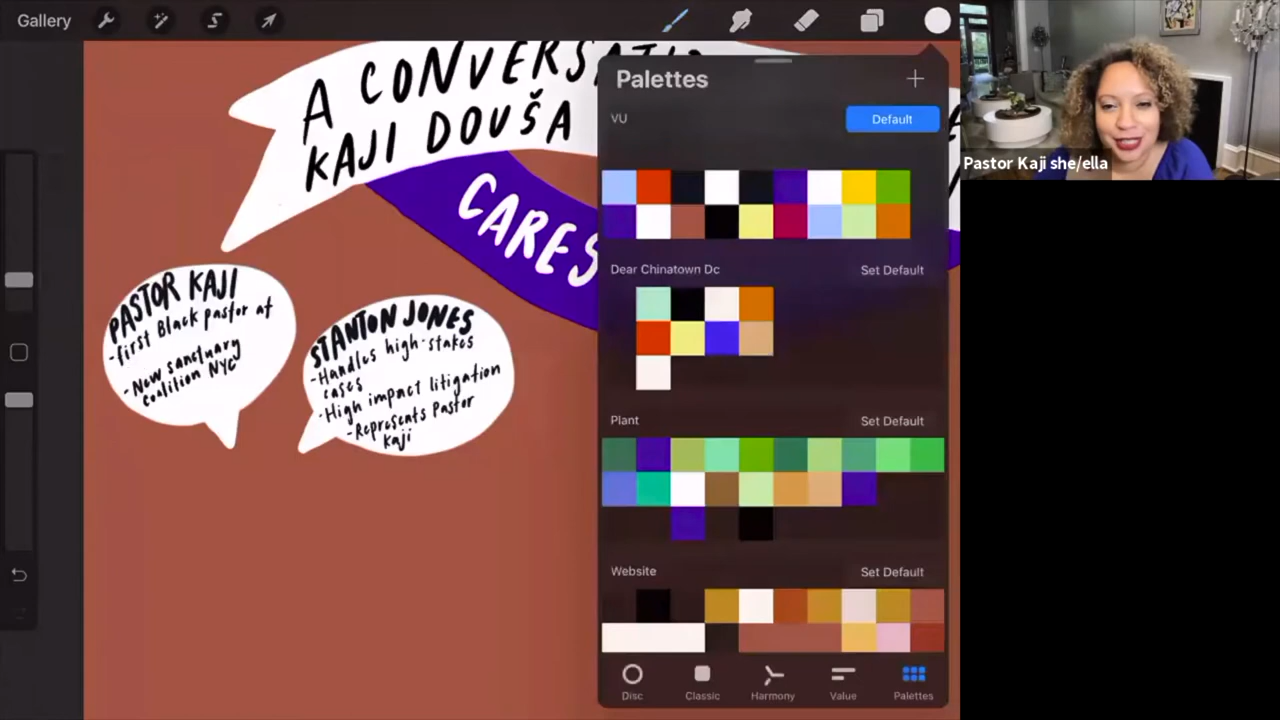 Gallery
A CONVERSATIO
KAJI DOUŠA
CARES
Palettes
VU
Default
Dear Chinatown Dc
Set Default
Plant
Set Default
Website
Set Default
Disc
Classic
Harmony
Value
Palettes
PASTOR KAJI
-first Black pastor at
-New sanctuary
coalition NYC
STANTON JONES
-Handles high-stakes
cases
-High impact litigation
-Represents Pastor
Kaji
Pastor Kaji she/ella